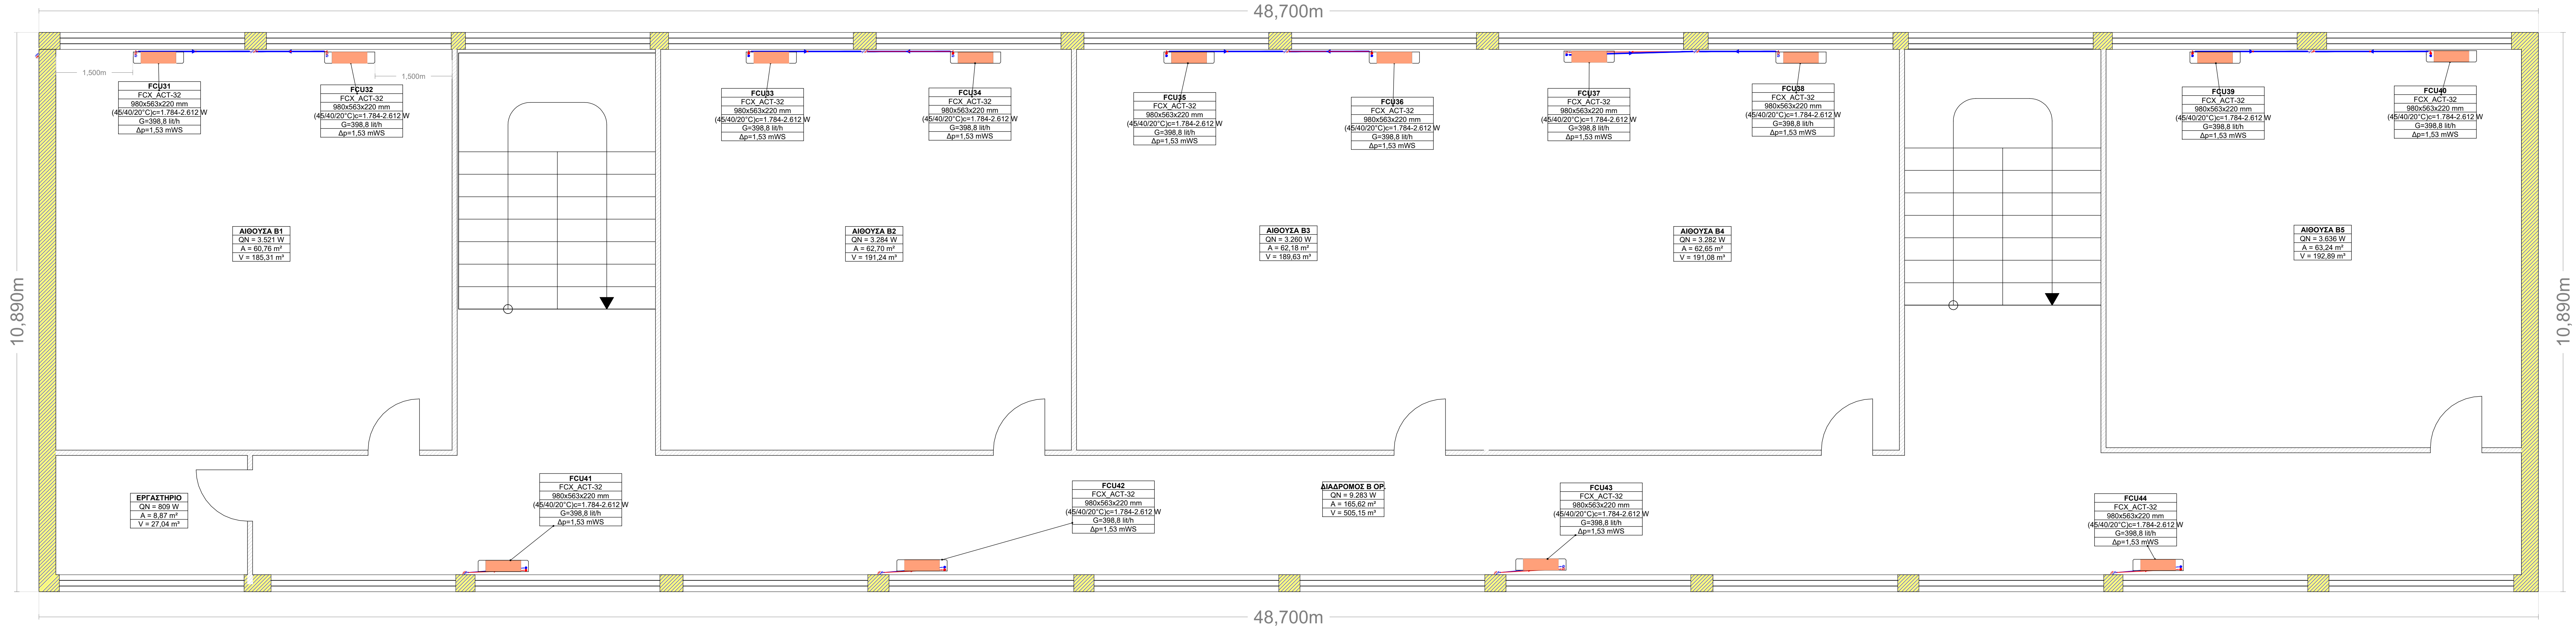 48,700m
1,500m
1,500m
FCU31
FCX_ACT-32
980x563x220 mm
(45/40/20°C)c=1.784-2.612 W
G=398,8 lit/h
Δp=1,53 mWS
FCU32
FCX_ACT-32
980x563x220 mm
(45/40/20°C)c=1.784-2.612 W
G=398,8 lit/h
Δp=1,53 mWS
FCU33
FCX_ACT-32
980x563x220 mm
(45/40/20°C)c=1.784-2.612 W
G=398,8 lit/h
Δp=1,53 mWS
FCU34
FCX_ACT-32
980x563x220 mm
(45/40/20°C)c=1.784-2.612 W
G=398,8 lit/h
Δp=1,53 mWS
FCU35
FCX_ACT-32
980x563x220 mm
(45/40/20°C)c=1.784-2.612 W
G=398,8 lit/h
Δp=1,53 mWS
FCU36
FCX_ACT-32
980x563x220 mm
(45/40/20°C)c=1.784-2.612 W
G=398,8 lit/h
Δp=1,53 mWS
FCU37
FCX_ACT-32
980x563x220 mm
(45/40/20°C)c=1.784-2.612 W
G=398,8 lit/h
Δp=1,53 mWS
FCU38
FCX_ACT-32
980x563x220 mm
(45/40/20°C)c=1.784-2.612 W
G=398,8 lit/h
Δp=1,53 mWS
FCU39
FCX_ACT-32
980x563x220 mm
(45/40/20°C)c=1.784-2.612 W
G=398,8 lit/h
Δp=1,53 mWS
FCU40
FCX_ACT-32
980x563x220 mm
(45/40/20°C)c=1.784-2.612 W
G=398,8 lit/h
Δp=1,53 mWS
10,890m
ΑΙΘΟΥΣΑ Β1
QN = 3.521 W
A = 60,76 m²
V = 185,31 m³
ΑΙΘΟΥΣΑ Β2
QN = 3.284 W
A = 62,70 m²
V = 191,24 m³
ΑΙΘΟΥΣΑ Β3
QN = 3.260 W
A = 62,18 m²
V = 189,63 m³
ΑΙΘΟΥΣΑ Β4
QN = 3.282 W
A = 62,65 m²
V = 191,08 m³
ΑΙΘΟΥΣΑ Β5
QN = 3.636 W
A = 63,24 m²
V = 192,89 m³
10,890m
ΕΡΓΑΣΤΗΡΙΟ
QN = 809 W
A = 8,87 m²
V = 27,04 m³
FCU41
FCX_ACT-32
980x563x220 mm
(45/40/20°C)c=1.784-2.612 W
G=398,8 lit/h
Δp=1,53 mWS
FCU42
FCX_ACT-32
980x563x220 mm
(45/40/20°C)c=1.784-2.612 W
G=398,8 lit/h
Δp=1,53 mWS
ΔΙΑΔΡΟΜΟΣ Β ΟΡ.
QN = 9.283 W
A = 165,62 m²
V = 505,15 m³
FCU43
FCX_ACT-32
980x563x220 mm
(45/40/20°C)c=1.784-2.612 W
G=398,8 lit/h
Δp=1,53 mWS
FCU44
FCX_ACT-32
980x563x220 mm
(45/40/20°C)c=1.784-2.612 W
G=398,8 lit/h
Δp=1,53 mWS
48,700m